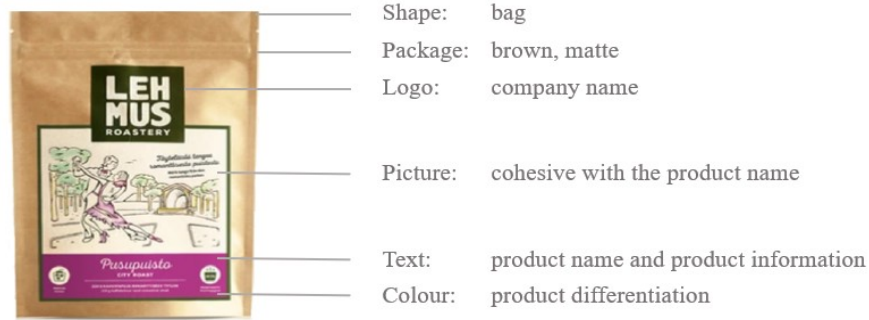 Shape: bag
Package: brown, matte
Logo: company name
Picture: cohesive with the product name
Text: product name and product information
Colour: product differentiation
LEH
MUS
ROASTERY
Pusupuisto
CITY ROAST